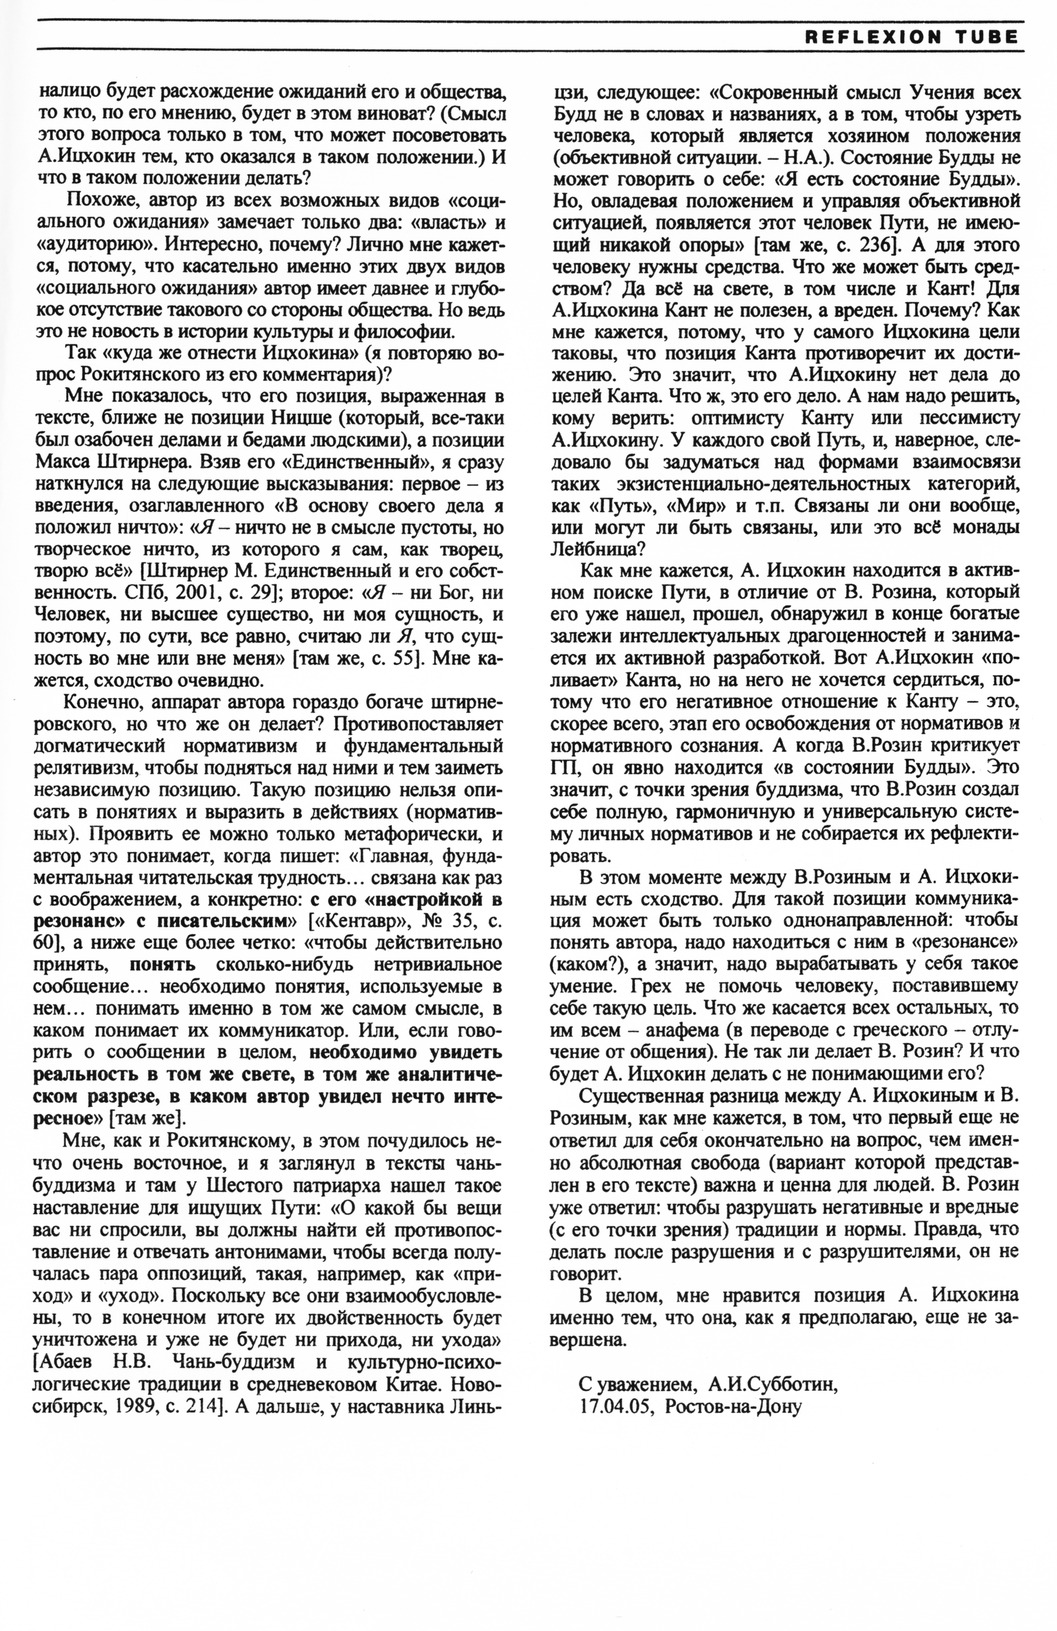 REFLEXION TUBE
налицо будет расхождение ожиданий его и общества,
то кто, по его мнению, будет в этом виноват? (Смысл
этого вопроса только в том, что может посоветовать
А.Ицхокин тем, кто оказался в таком положении.) И
что в таком положении делать?
Похоже, автор из всех возможных видов «соци-
ального ожидания» замечает только два: «власть» и
«аудиторию». Интересно, почему? Лично мне кажет-
ся, потому, что касательно именно этих двух видов
«социального ожидания» автор имеет давнее и глубо-
кое отсутствие такового со стороны общества. Но ведь
это не новость в истории культуры и философии.
Так «куда же отнести Ицхокина» (я повторяю во-
прос Рокитянского из его комментария)?
Мне показалось, что его позиция, выраженная в
тексте, ближе не позиции Ницше (который, все-таки
был озабочен делами и бедами людскими), а позиции
Макса Штирнера. Взяв его «Единственный», я сразу
наткнулся на следующие высказывания: первое – из
введения, озаглавленного «В основу своего дела я
положил ничто»: «Я – ничто не в смысле пустоты, но
творческое ничто, из которого я сам, как творец,
творю всё» [Штирнер М. Единственный и его собст-
венность. СПб, 2001, с. 29]; второе: «Я – ни Бог, ни
Человек, ни высшее существо, ни моя сущность, и
поэтому, по сути, все равно, считаю ли Я, что сущ-
ность во мне или вне меня» [там же, с. 55]. Мне ка-
жется, сходство очевидно.
Конечно, аппарат автора гораздо богаче штирне-
ровского, но что же он делает? Противопоставляет
догматический нормативизм и фундаментальный
релятивизм, чтобы подняться над ними и тем заиметь
независимую позицию. Такую позицию нельзя опи-
сать в понятиях и выразить в действиях (норматив-
ных). Проявить ее можно только метафорически, и
автор это понимает, когда пишет: «Главная, фунда-
ментальная читательская трудность... связана как раз
с воображением, а конкретно: с его «настройкой в
резонанс» с писательским» [«Кентавр», № 35, с.
60], а ниже еще более четко: «чтобы действительно
принять, понять сколько-нибудь нетривиальное
сообщение... необходимо понятия, используемые в
нем... понимать именно в том же самом смысле, в
каком понимает их коммуникатор. Или, если гово-
рить о сообщении в целом, необходимо увидеть
реальность в том же свете, в том же аналитиче-
ском разрезе, в каком автор увидел нечто инте-
ресное» [там же].
Мне, как и Рокитянскому, в этом почудилось не-
что очень восточное, и я заглянул в тексты чань-
буддизма и там у Шестого патриарха нашел такое
наставление для ищущих Пути: «О какой бы вещи
вас ни спросили, вы должны найти ей противопос-
тавление и отвечать антонимами, чтобы всегда полу-
чалась пара оппозиций, такая, например, как «при-
ход» и «уход». Поскольку все они взаимообусловле-
ны, то в конечном итоге их двойственность будет
уничтожена и уже не будет ни прихода, ни ухода»
[Абаев Н.В. Чань-буддизм и культурно-психо-
логические традиции в средневековом Китае. Ново-
сибирск, 1989, с. 214]. А дальше, у наставника Линь-
цзи, следующее: «Сокровенный смысл Учения всех
Будд не в словах и названиях, а в том, чтобы узреть
человека, который является хозяином положения
(объективной ситуации. – Н.А.). Состояние Будды не
может говорить о себе: «Я есть состояние Будды».
Но, овладевая положением и управляя объективной
ситуацией, появляется этот человек Пути, не имею-
щий никакой опоры» [там же, с. 236]. А для этого
человеку нужны средства. Что же может быть сред-
ством? Да всё на свете, в том числе и Кант! Для
А.Ицхокина Кант не полезен, а вреден. Почему? Как
мне кажется, потому, что у самого Ицхокина цели
таковы, что позиция Канта противоречит их дости-
жению. Это значит, что А.Ицхокину нет дела до
целей Канта. Что ж, это его дело. А нам надо решить,
кому верить: оптимисту Канту или пессимисту
А.Ицхокину. У каждого свой Путь, и, наверное, сле-
довало бы задуматься над формами взаимосвязи
таких экзистенциально-деятельностных категорий,
как «Путь», «Мир» и т.п. Связаны ли они вообще,
или могут ли быть связаны, или это всё монады
Лейбница?
Как мне кажется, А. Ицхокин находится в актив-
ном поиске Пути, в отличие от В. Розина, который
его уже нашел, прошел, обнаружил в конце богатые
залежи интеллектуальных драгоценностей и занима-
ется их активной разработкой. Вот А.Ицхокин «по-
ливает» Канта, но на него не хочется сердиться, по-
тому что его негативное отношение к Канту – это,
скорее всего, этап его освобождения от нормативов и
нормативного сознания. А когда В.Розин критикует
ГП, он явно находится «в состоянии Будды». Это
значит, с точки зрения буддизма, что В.Розин создал
себе полную, гармоничную и универсальную систе-
му личных нормативов и не собирается их рефлекти-
ровать.
В этом моменте между В.Розиным и А. Ицхоки-
ным есть сходство. Для такой позиции коммуника-
ция может быть только однонаправленной: чтобы
понять автора, надо находиться с ним в «резонансе»
(каком?), а значит, надо вырабатывать у себя такое
умение. Грех не помочь человеку, поставившему
себе такую цель. Что же касается всех остальных, то
им всем – анафема (в переводе с греческого – отлу-
чение от общения). Не так ли делает В. Розин? И что
будет А. Ицхокин делать с не понимающими его?
Существенная разница между А. Ицхокиным и В.
Розиным, как мне кажется, в том, что первый еще не
ответил для себя окончательно на вопрос, чем имен-
но абсолютная свобода (вариант которой представ-
лен в его тексте) важна и ценна для людей. В. Розин
уже ответил: чтобы разрушать негативные и вредные
(с его точки зрения) традиции и нормы. Правда, что
делать после разрушения и с разрушителями, он не
говорит.
В целом, мне нравится позиция А. Ицхокина
именно тем, что она, как я предполагаю, еще не за-
вершена.
С уважением, А.И.Субботин,
17.04.05, Ростов-на-Дону